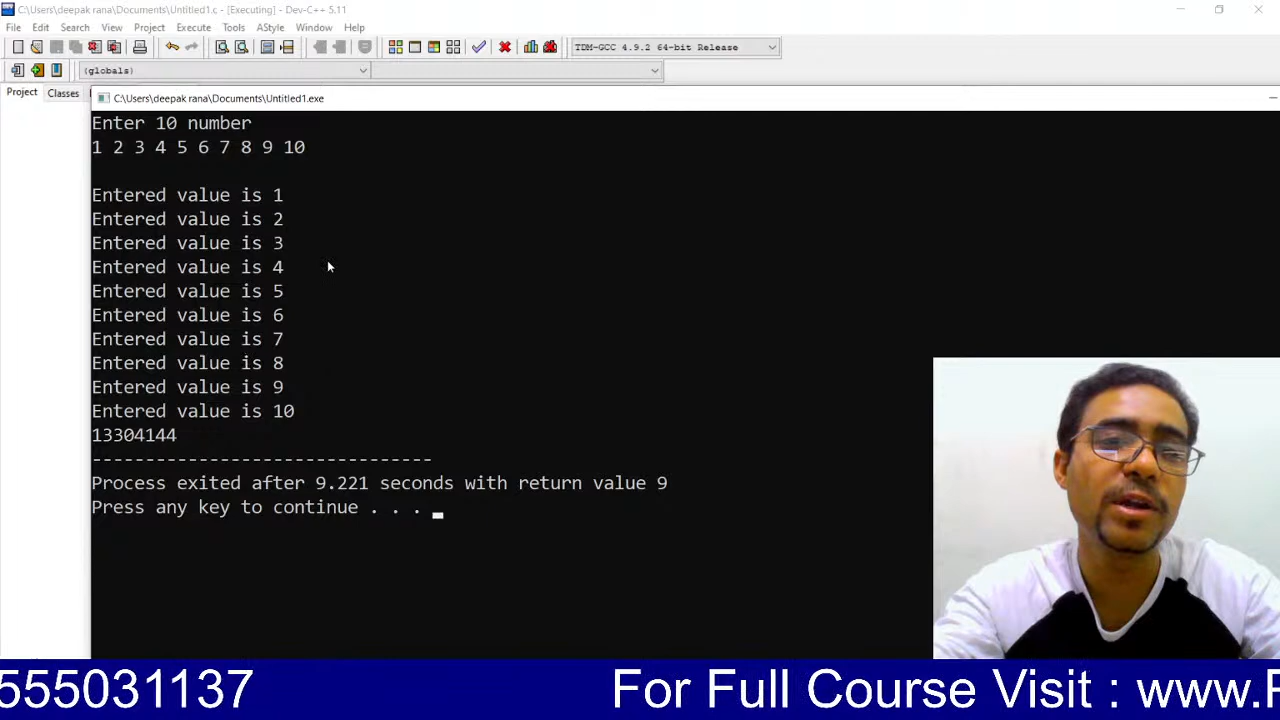 C:\Users\deepak rana\Documents\Untitled1.c - [Executing] - Dev-C++ 5.11
File Edit Search View Project Execute Tools AStyle Window Help
TDM-GCC 4.9.2 64-bit Release
(globals)
Project Classes
C:\Users\deepak rana\Documents\Untitled1.exe
Enter 10 number
1 2 3 4 5 6 7 8 9 10
Entered value is 1
Entered value is 2
Entered value is 3
Entered value is 4
Entered value is 5
Entered value is 6
Entered value is 7
Entered value is 8
Entered value is 9
Entered value is 10
13304144
--------------------------------
Process exited after 9.221 seconds with return value 9
Press any key to continue . . .
555031137 For Full Course Visit : www.